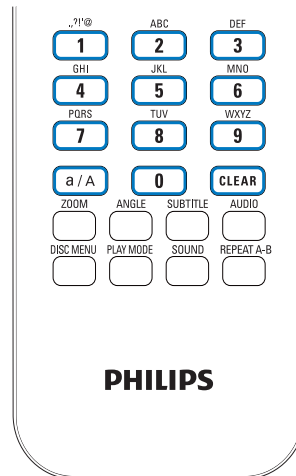 .,?!'@ ABC DEF
1 2 3
GHI JKL MNO
4 5 6
PQRS TUV WXYZ
7 8 9
a / A 0 CLEAR
ZOOM ANGLE SUBTITLE AUDIO
DISC MENU PLAY MODE SOUND REPEAT A-B
PHILIPS